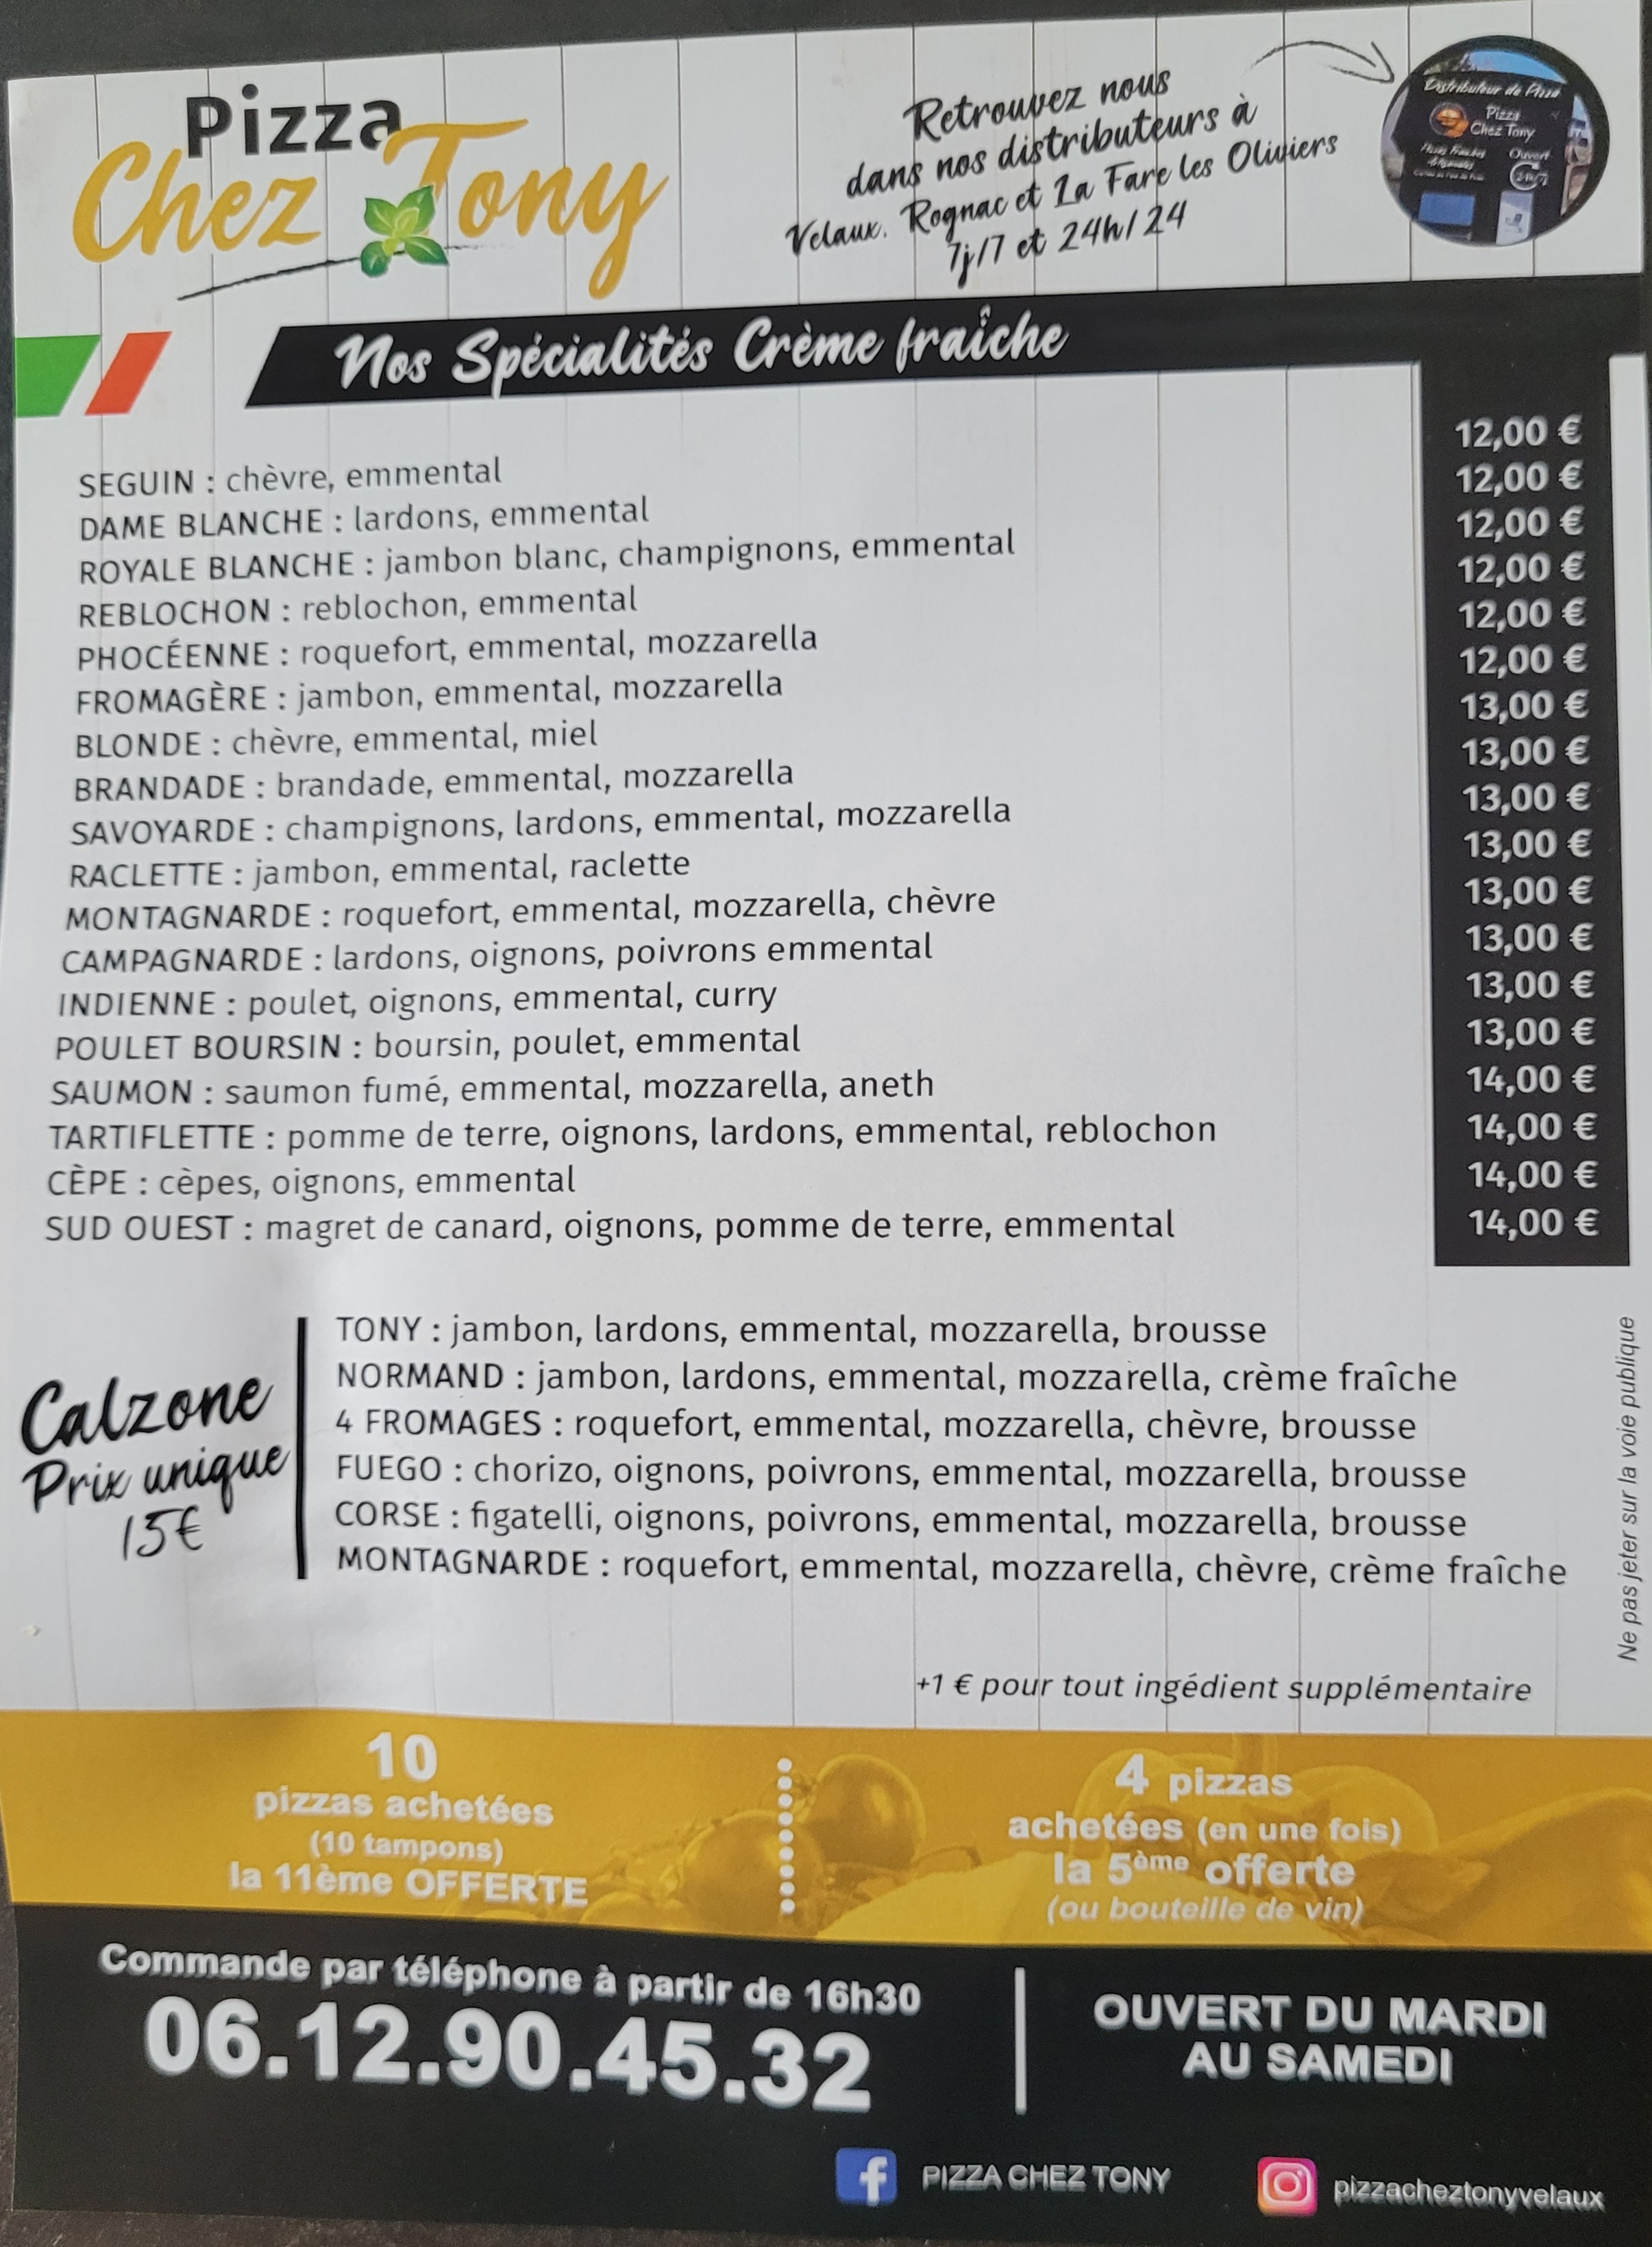 Pizza
Chez Tony
Retrouvez nous
dans nos distributeurs à
Velaux, Rognac et La Fare les Oliviers
7j/7 et 24h/24
Distributeur de Pizza
Pizza
Chez Tony
Ouvert
Nos Spécialités Crème fraîche
SEGUIN : chèvre, emmental 12,00 €
DAME BLANCHE : lardons, emmental 12,00 €
ROYALE BLANCHE : jambon blanc, champignons, emmental 12,00 €
REBLOCHON : reblochon, emmental 12,00 €
PHOCÉENNE : roquefort, emmental, mozzarella 12,00 €
FROMAGÈRE : jambon, emmental, mozzarella 12,00 €
BLONDE : chèvre, emmental, miel 13,00 €
BRANDADE : brandade, emmental, mozzarella 13,00 €
SAVOYARDE : champignons, lardons, emmental, mozzarella 13,00 €
RACLETTE : jambon, emmental, raclette 13,00 €
MONTAGNARDE : roquefort, emmental, mozzarella, chèvre 13,00 €
CAMPAGNARDE : lardons, oignons, poivrons emmental 13,00 €
INDIENNE : poulet, oignons, emmental, curry 13,00 €
POULET BOURSIN : boursin, poulet, emmental 13,00 €
SAUMON : saumon fumé, emmental, mozzarella, aneth 14,00 €
TARTIFLETTE : pomme de terre, oignons, lardons, emmental, reblochon 14,00 €
CÈPE : cèpes, oignons, emmental 14,00 €
SUD OUEST : magret de canard, oignons, pomme de terre, emmental 14,00 €
Calzone
Prix unique
15€
TONY : jambon, lardons, emmental, mozzarella, brousse
NORMAND : jambon, lardons, emmental, mozzarella, crème fraîche
4 FROMAGES : roquefort, emmental, mozzarella, chèvre, brousse
FUEGO : chorizo, oignons, poivrons, emmental, mozzarella, brousse
CORSE : figatelli, oignons, poivrons, emmental, mozzarella, brousse
MONTAGNARDE : roquefort, emmental, mozzarella, chèvre, crème fraîche
Ne pas jeter sur la voie publique
+1 € pour tout ingédient supplémentaire
10
pizzas achetées
(10 tampons)
la 11ème OFFERTE
4 pizzas
achetées (en une fois)
la 5ème offerte
(ou bouteille de vin)
Commande par téléphone à partir de 16h30
06.12.90.45.32
OUVERT DU MARDI
AU SAMEDI
PIZZA CHEZ TONY
pizzacheztonyvelaux